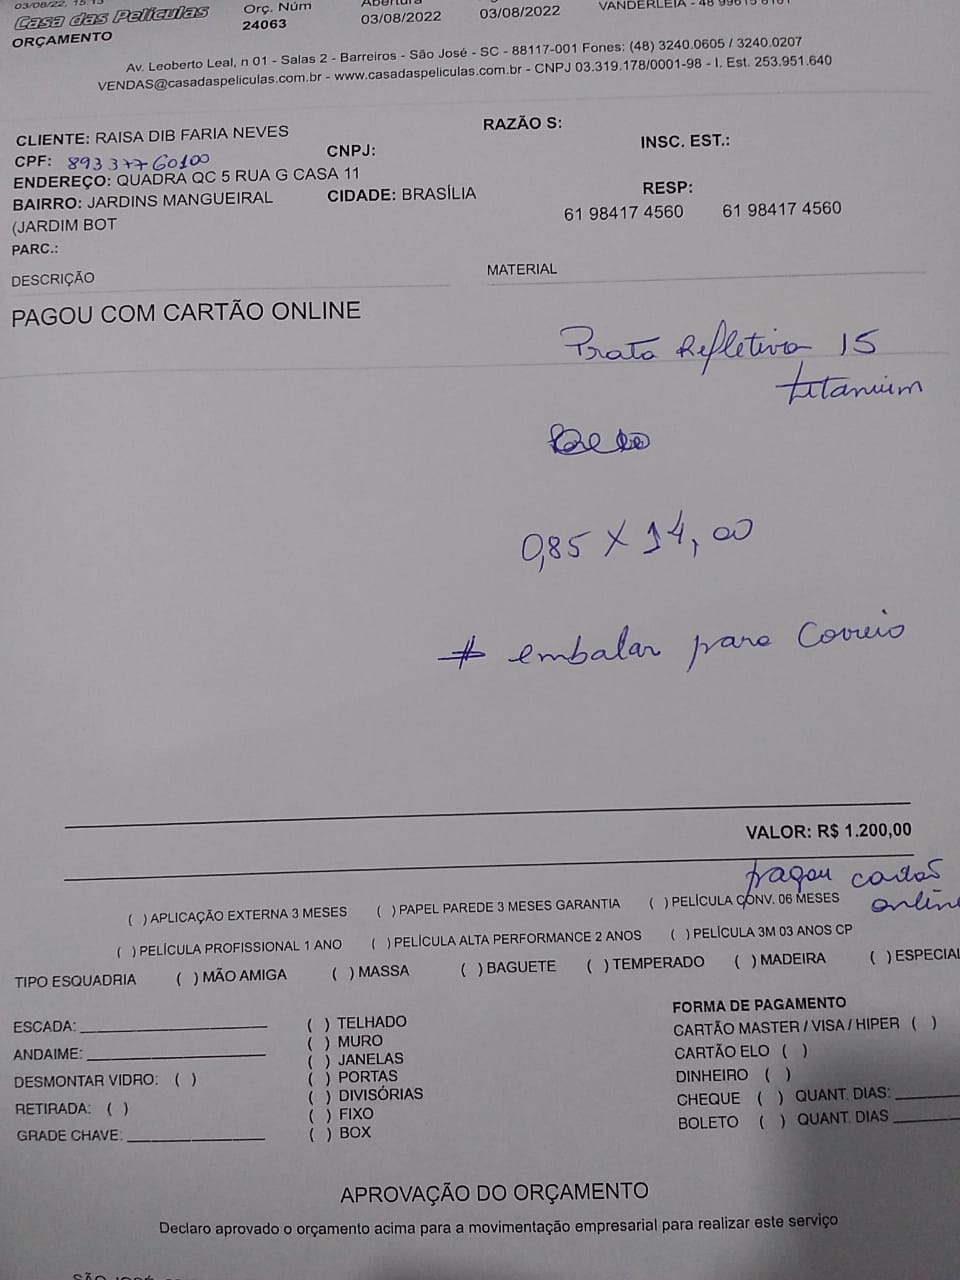 03/08/22, 15:13
Casa das Películas Orç. Núm Abertura
ORÇAMENTO 24063 03/08/2022 03/08/2022 VANDERLEIA - 48
Av. Leoberto Leal, n 01 - Salas 2 - Barreiros - São José - SC - 88117-001 Fones: (48) 3240.0605 / 3240.0207
VENDAS@casadaspeliculas.com.br - www.casadaspeliculas.com.br - CNPJ 03.319.178/0001-98 - I. Est. 253.951.640
CLIENTE: RAISA DIB FARIA NEVES RAZÃO S:
CPF: 89337760100 CNPJ: INSC. EST.:
ENDEREÇO: QUADRA QC 5 RUA G CASA 11
BAIRRO: JARDINS MANGUEIRAL CIDADE: BRASÍLIA RESP:
(JARDIM BOT 61 98417 4560 61 98417 4560
PARC.:
DESCRIÇÃO MATERIAL
PAGOU COM CARTÃO ONLINE
Prata Refletiva 15
titanium
0,85 X 14,00
# embalar para Correio
VALOR: R$ 1.200,00
pagou cartão
online
( ) APLICAÇÃO EXTERNA 3 MESES ( ) PAPEL PAREDE 3 MESES GARANTIA ( ) PELÍCULA CONV. 06 MESES
( ) PELÍCULA PROFISSIONAL 1 ANO ( ) PELÍCULA ALTA PERFORMANCE 2 ANOS ( ) PELÍCULA 3M 03 ANOS CP
TIPO ESQUADRIA ( ) MÃO AMIGA ( ) MASSA ( ) BAGUETE ( ) TEMPERADO ( ) MADEIRA ( ) ESPECIAL
ESCADA: ( ) TELHADO FORMA DE PAGAMENTO
ANDAIME: ( ) MURO CARTÃO MASTER / VISA / HIPER ( )
DESMONTAR VIDRO: ( ) ( ) JANELAS CARTÃO ELO ( )
RETIRADA: ( ) ( ) PORTAS DINHEIRO ( )
GRADE CHAVE: ( ) DIVISÓRIAS CHEQUE ( ) QUANT. DIAS:
( ) FIXO BOLETO ( ) QUANT. DIAS
( ) BOX
APROVAÇÃO DO ORÇAMENTO
Declaro aprovado o orçamento acima para a movimentação empresarial para realizar este serviço
SÃO JOSÉ